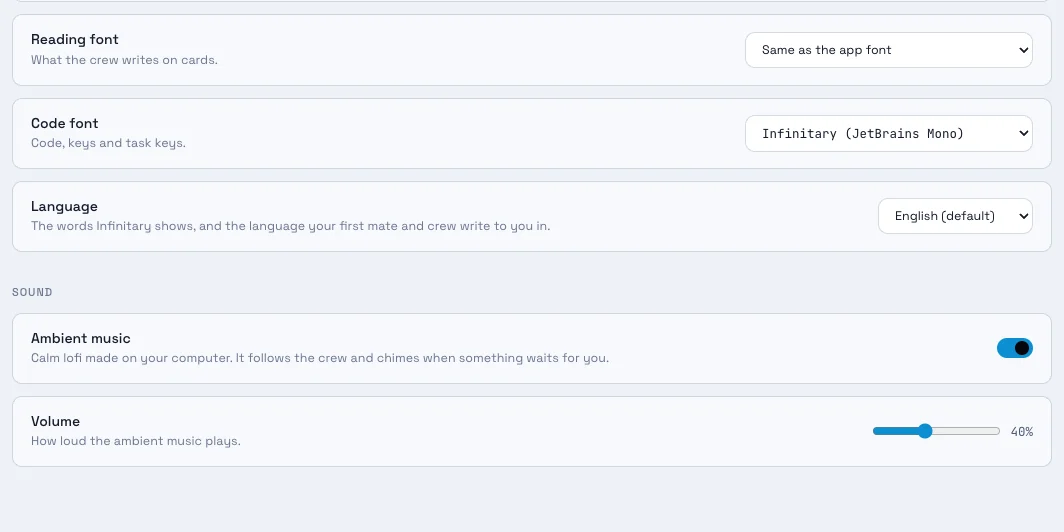 Reading font
What the crew writes on cards.
Same as the app font
Code font
Code, keys and task keys.
Infinitary (JetBrains Mono)
Language
The words Infinitary shows, and the language your first mate and crew write to you in.
English (default)
SOUND
Ambient music
Calm lofi made on your computer. It follows the crew and chimes when something waits for you.
Volume
How loud the ambient music plays.
40%